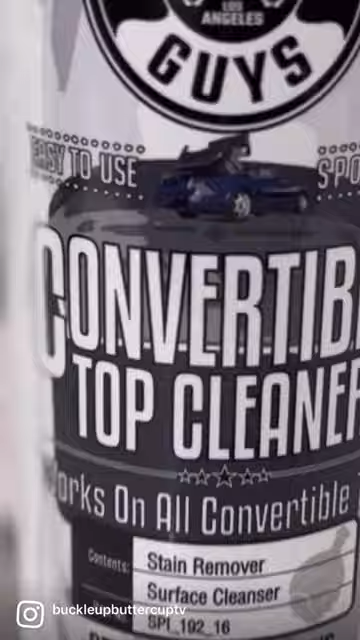 LOS
ANGELES
GUYS
EASY TO USE
CONVERTIB
TOP CLEANER
Works On All Convertible
Contents:
Stain Remover
Surface Cleanser
SPI_192_16
buckleupbuttercuptv